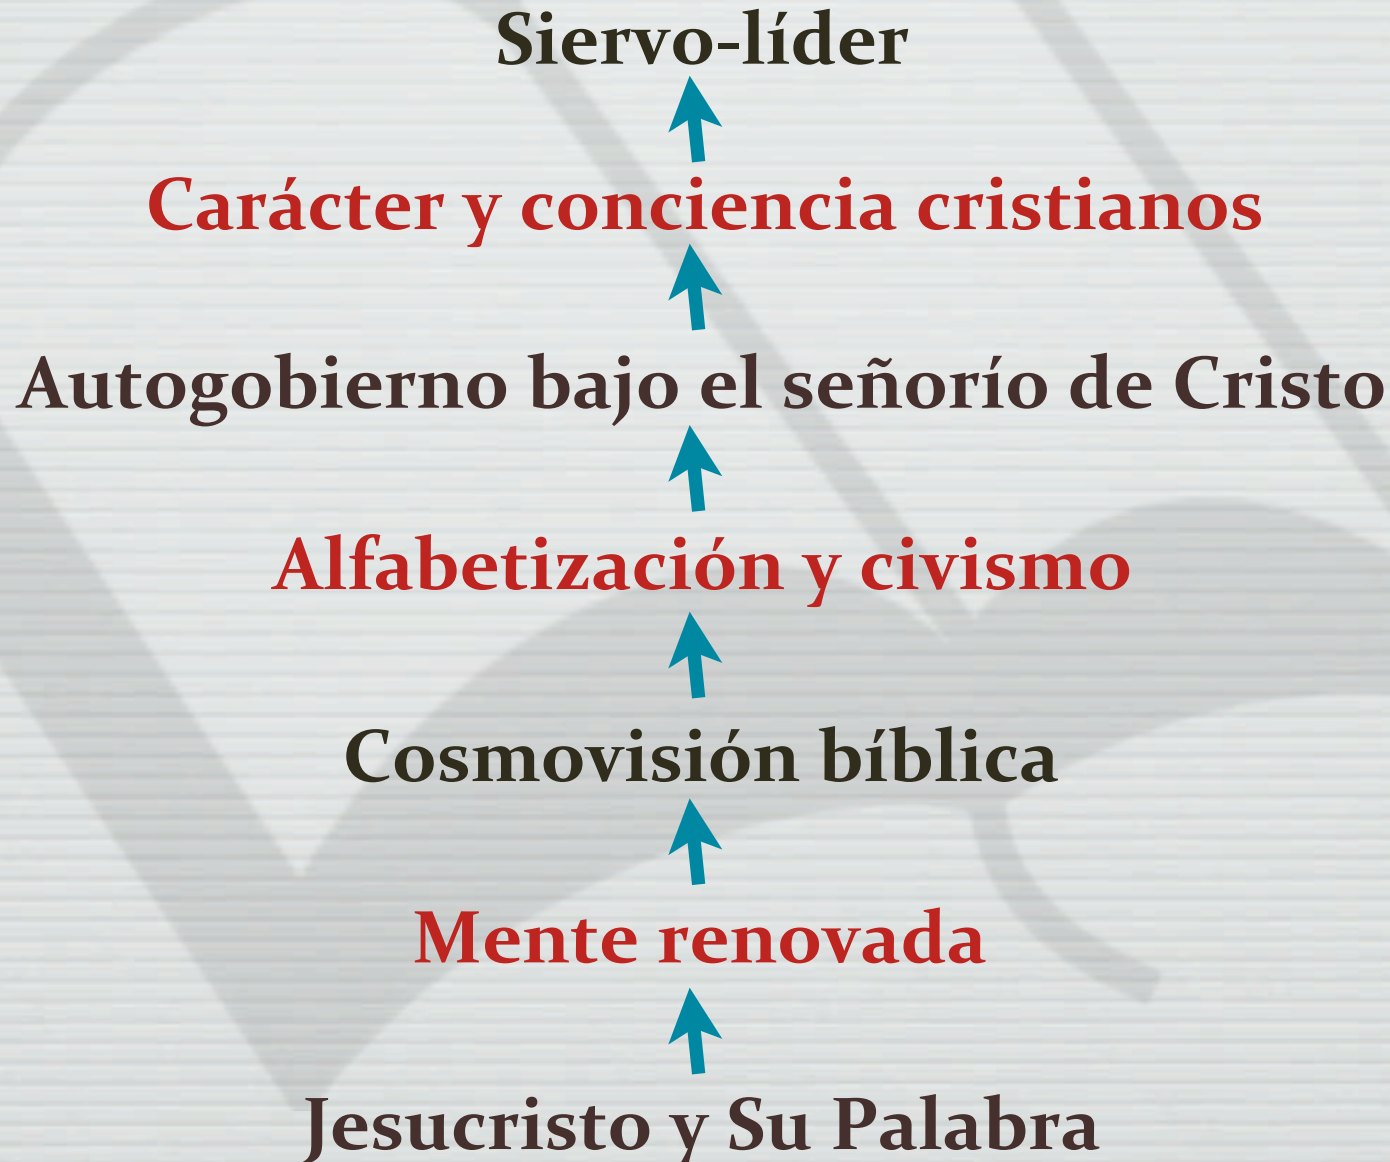 Siervo-líder
Carácter y conciencia cristianos
Autogobierno bajo el señorío de Cristo
Alfabetización y civismo
Cosmovisión bíblica
Mente renovada
Jesucristo y Su Palabra